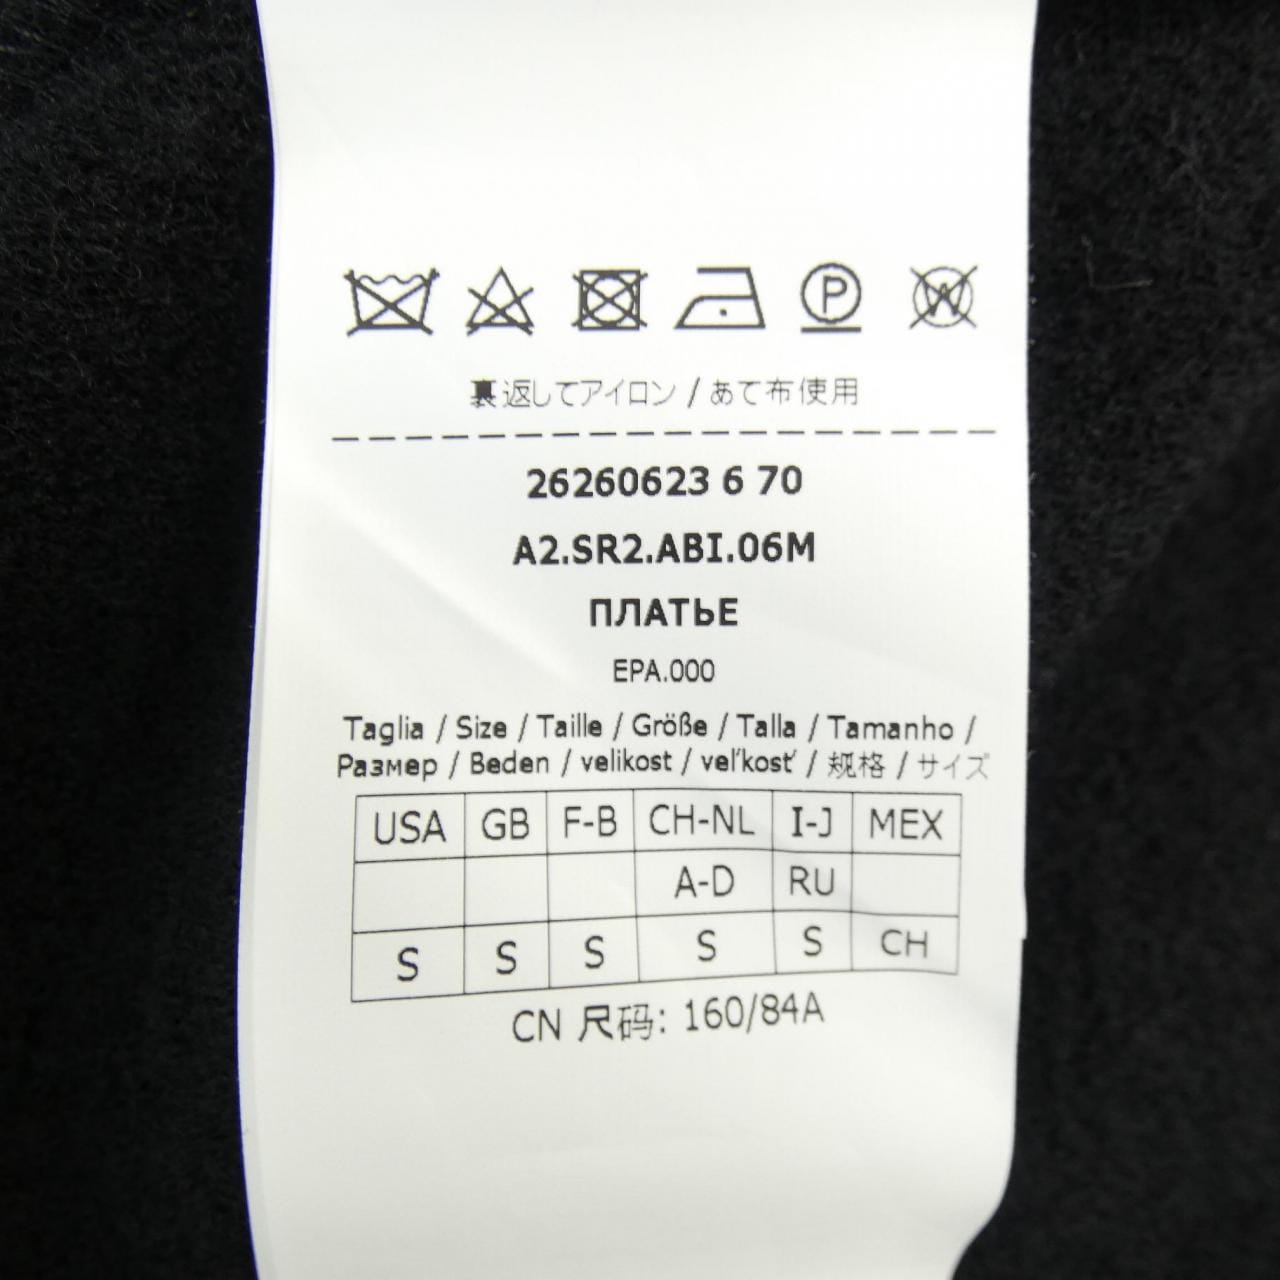 P W
裏返してアイロン / あて布使用
26260623 6 70
A2.SR2.ABI.06M
ПЛАТЬЕ
EPA.000
Taglia / Size / Taille / Größe / Talla / Tamanho /
Размер / Beden / velikost / veľkosť / 规格 / サイズ
USA GB F-B CH-NL I-J MEX
A-D RU
S S S S S CH
CN 尺码: 160/84A